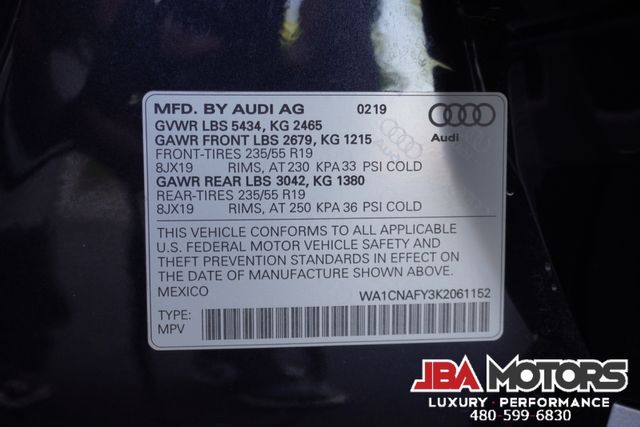 MFD. BY AUDI AG 0219
GVWR LBS 5434, KG 2465
GAWR FRONT LBS 2679, KG 1215
FRONT-TIRES 235/55 R19
8JX19 RIMS, AT 230 KPA 33 PSI COLD
GAWR REAR LBS 3042, KG 1380
REAR-TIRES 235/55 R19
8JX19 RIMS, AT 250 KPA 36 PSI COLD
Audi
THIS VEHICLE CONFORMS TO ALL APPLICABLE
U.S. FEDERAL MOTOR VEHICLE SAFETY AND
THEFT PREVENTION STANDARDS IN EFFECT ON
THE DATE OF MANUFACTURE SHOWN ABOVE.
MEXICO WA1CNAFY3K2061152
TYPE:
MPV
JBA MOTORS
LUXURY · PERFORMANCE
480-599-6830